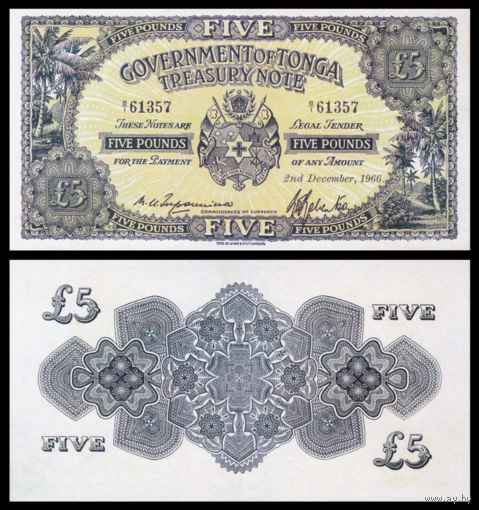 FIVE
FIVE POUNDS FIVE POUNDS
GOVERNMENT OF TONGA
TREASURY NOTE
£5
B/1 61357 B/1 61357
THESE NOTES ARE LEGAL TENDER
FIVE POUNDS FIVE POUNDS
FOR THE PAYMENT OF ANY AMOUNT
2nd December, 1966.
£5
COMMISSIONERS OF CURRENCY
FIVE POUNDS FIVE POUNDS
FIVE
£5 FIVE
FIVE £5
www.ay.by